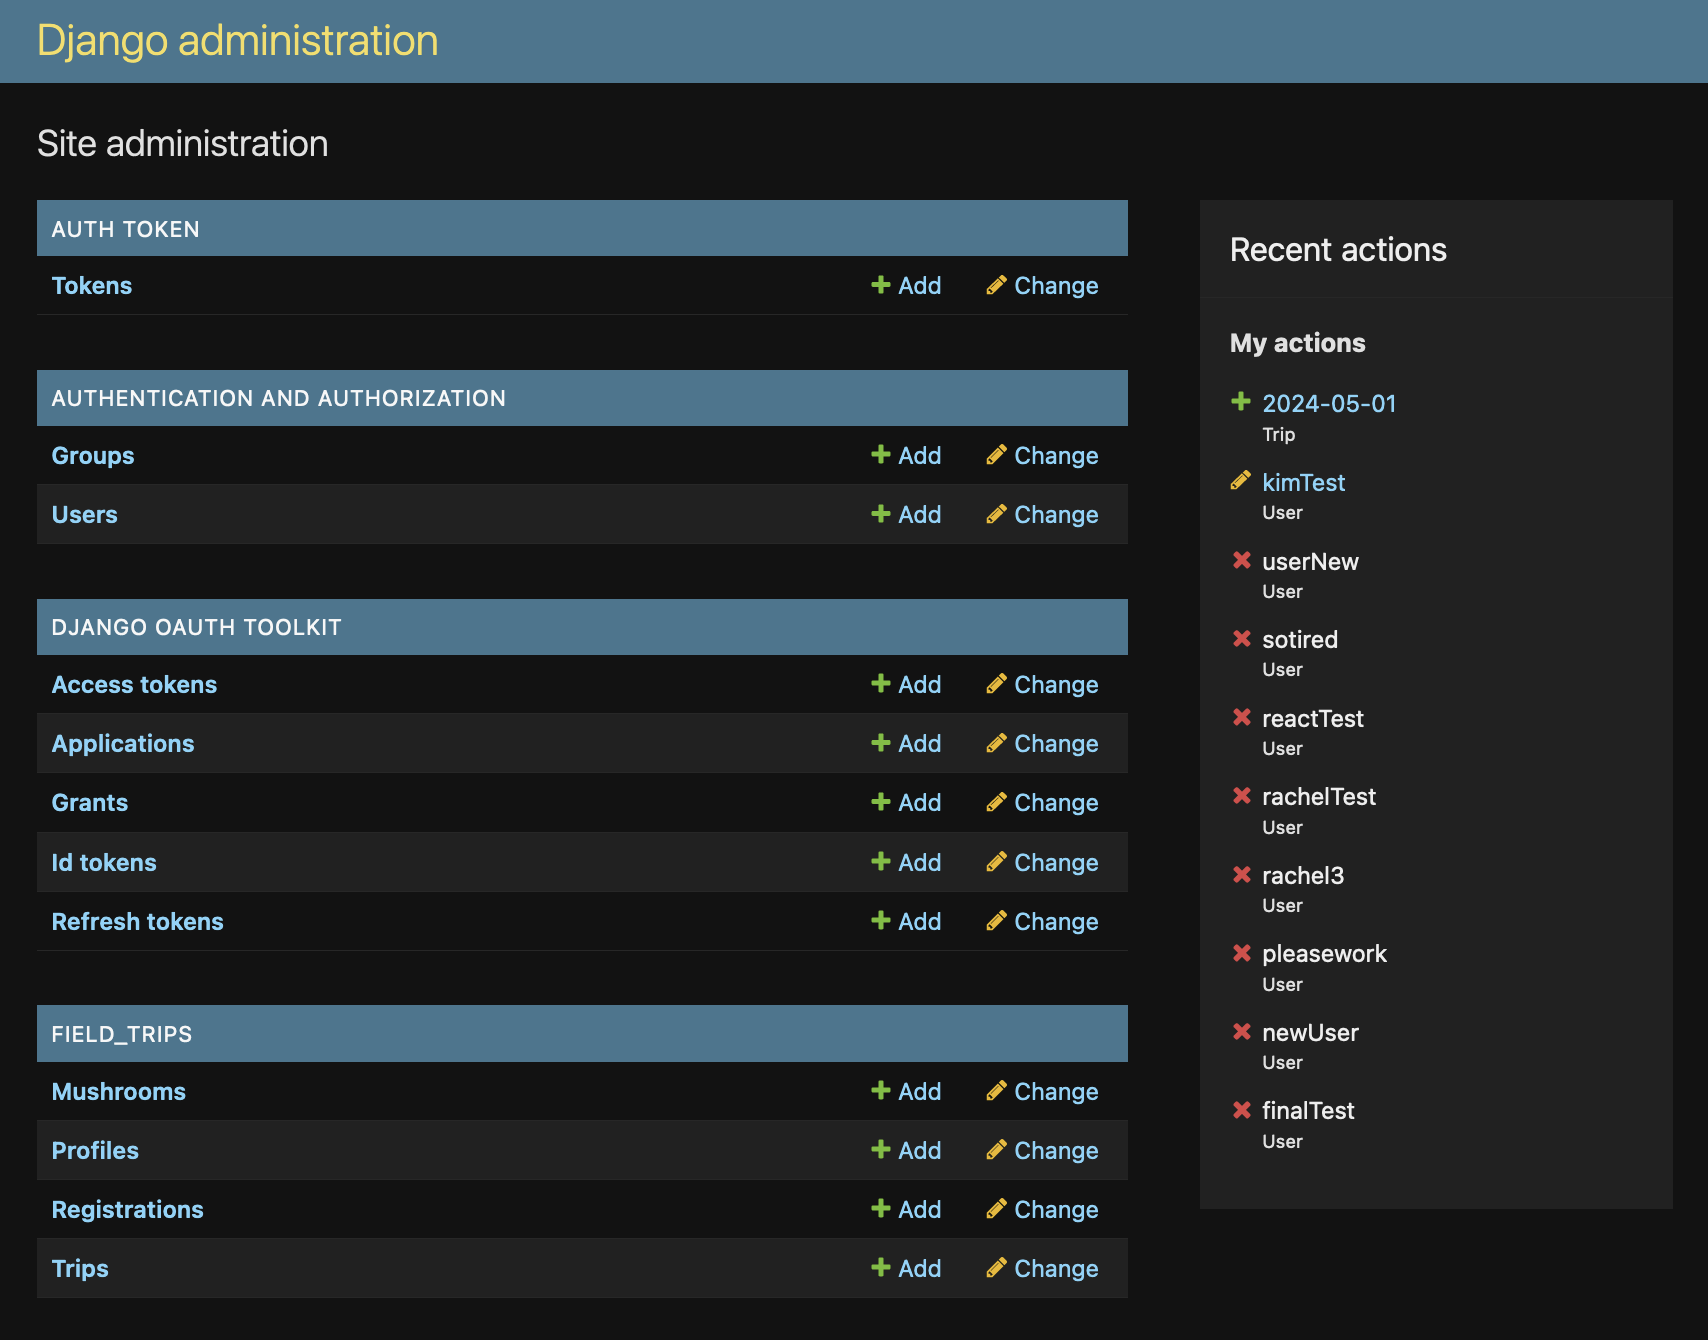 Django administration
Site administration
AUTH TOKEN
Tokens Add Change
AUTHENTICATION AND AUTHORIZATION
Groups Add Change
Users Add Change
DJANGO OAUTH TOOLKIT
Access tokens Add Change
Applications Add Change
Grants Add Change
Id tokens Add Change
Refresh tokens Add Change
FIELD_TRIPS
Mushrooms Add Change
Profiles Add Change
Registrations Add Change
Trips Add Change
Recent actions
My actions
2024-05-01
Trip
kimTest
User
userNew
User
sotired
User
reactTest
User
rachelTest
User
rachel3
User
pleasework
User
newUser
User
finalTest
User